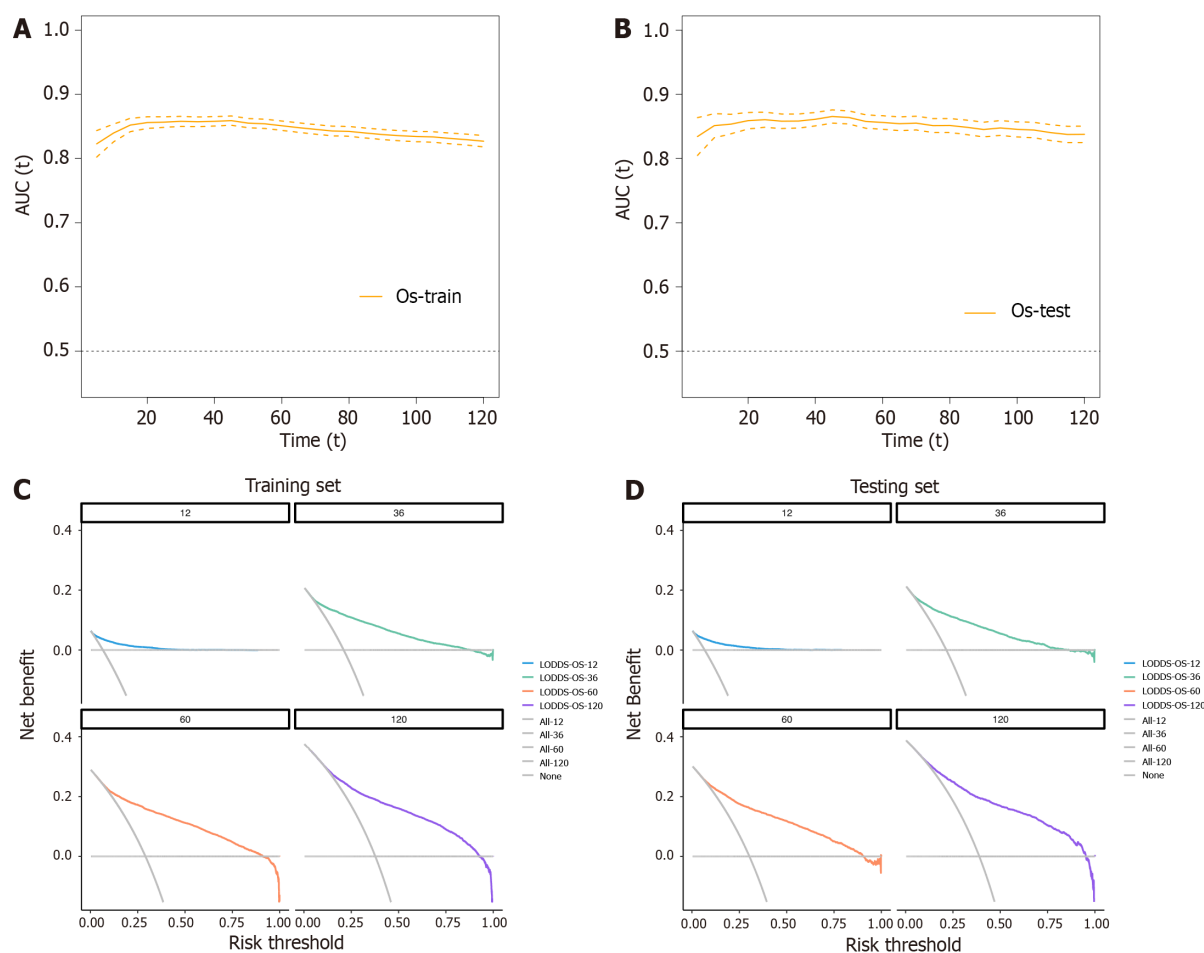 A
1.0
0.9
0.8
0.7
0.6
0.5
AUC (t)
Os-train
20 40 60 80 100 120
Time (t)
B
1.0
0.9
0.8
0.7
0.6
0.5
AUC (t)
Os-test
20 40 60 80 100 120
Time (t)
C
Training set
12 36
0.4
0.2
0.0
60 120
0.4
0.2
0.0
Net benefit
0.00 0.25 0.50 0.75 1.00 0.00 0.25 0.50 0.75 1.00
Risk threshold
LODDS-OS-12
LODDS-OS-36
LODDS-OS-60
LODDS-OS-120
All-12
All-36
All-60
All-120
None
D
Testing set
12 36
0.4
0.2
0.0
60 120
0.4
0.2
0.0
Net Benefit
0.00 0.25 0.50 0.75 1.00 0.00 0.25 0.50 0.75 1.00
Risk threshold
LODDS-OS-12
LODDS-OS-36
LODDS-OS-60
LODDS-OS-120
All-12
All-36
All-60
All-120
None